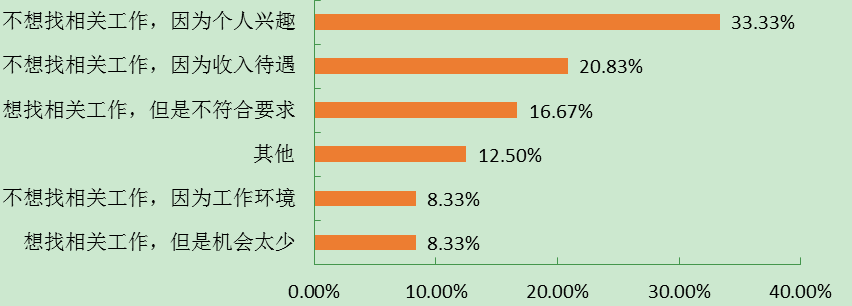 不想找相关工作，因为个人兴趣 33.33%
不想找相关工作，因为收入待遇 20.83%
想找相关工作，但是不符合要求 16.67%
其他 12.50%
不想找相关工作，因为工作环境 8.33%
想找相关工作，但是机会太少 8.33%
0.00% 10.00% 20.00% 30.00% 40.00%